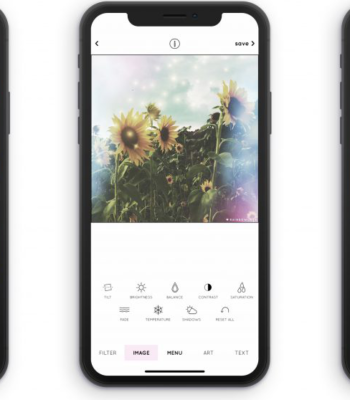 save
TILT
BRIGHTNESS
BALANCE
CONTRAST
SATURATION
FADE
TEMPERATURE
SHADOWS
RESET ALL
FILTER IMAGE MENU ART TEXT